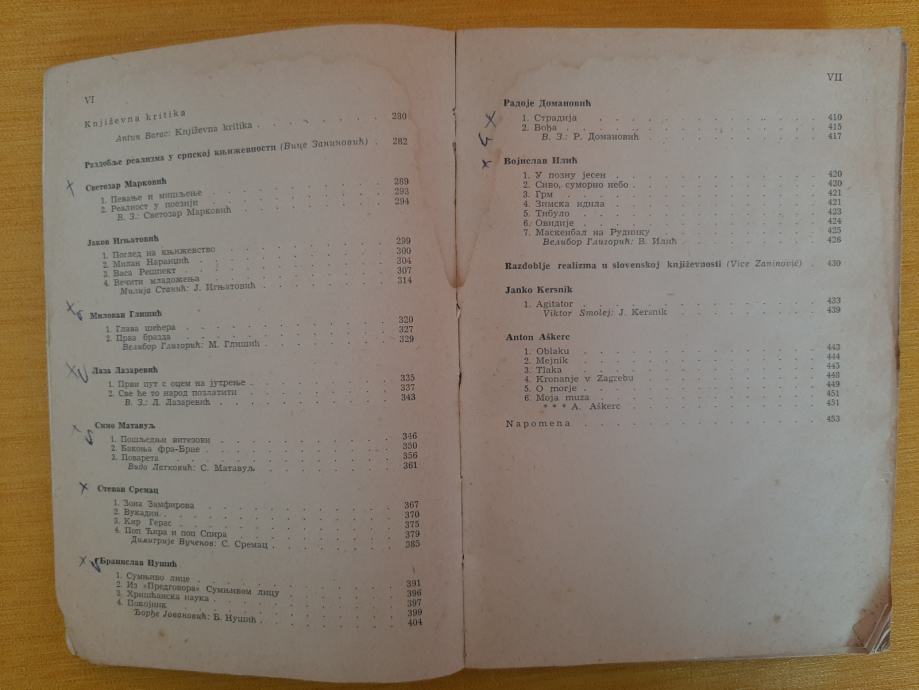 VI
Književna kritika
Antun Barac: Književna kritika . 280
Раздобље реализма у српској књижевности (Вице Заниновић) . 282
Светозар Марковић 289
1. Певање и мишљење 293
2. Реалност у поезији 294
В. З.: Светозар Марковић
Јаков Игњатовић 299
1. Поглед на књижевство 300
2. Милан Наранџић 304
3. Васа Решпект 307
4. Вечити младожења 314
Милија Станић: Ј. Игњатовић
Милован Глишић 320
1. Глава шећера 327
2. Прва бразда 329
Велибор Глигорић: М. Глишић
Лаза Лазаревић 335
1. Први пут с оцем на јутрење 337
2. Све ће то народ позлатити 343
В. З.: Л. Лазаревић
Симо Матавуљ 346
1. Пошљедњи витезови 350
2. Бакоња фра-Брне 356
3. Поварета 361
Видо Латковић: С. Матавуљ
Стеван Сремац 367
1. Зона Замфирова 370
2. Вукадин 375
3. Кир Герас 379
4. Поп Ћира и поп Спира 385
Димитрије Вученов: С. Сремац
Бранислав Нушић
1. Сумњиво лице 391
2. Из »Предговора« Сумњивом лицу 396
3. Хришћанска наука 397
4. Покојник 399
Ђорђе Јовановић: Б. Нушић 404
VII
Радоје Домановић
1. Страдија 410
2. Вођа 415
В. З.: Р. Домановић 417
Војислав Илић
1. У позну јесен 420
2. Сиво, суморно небо 420
3. Грм 421
4. Зимска идила 421
5. Тибуло 423
6. Овидије 424
7. Маскенбал на Руднику 425
Велибор Глигорић: В. Илић 426
Razdoblje realizma u slovenskoj književnosti (Vice Zaninović) . 430
Janko Kersnik
1. Agitator 433
Viktor Smolej: J. Kersnik 439
Anton Aškerc
1. Oblaku 443
2. Mejnik 444
3. Tlaka 445
4. Kronanje v Zagrebu 448
5. O morje 449
6. Moja muza 451
* * * A. Aškerc 451
Napomena 453